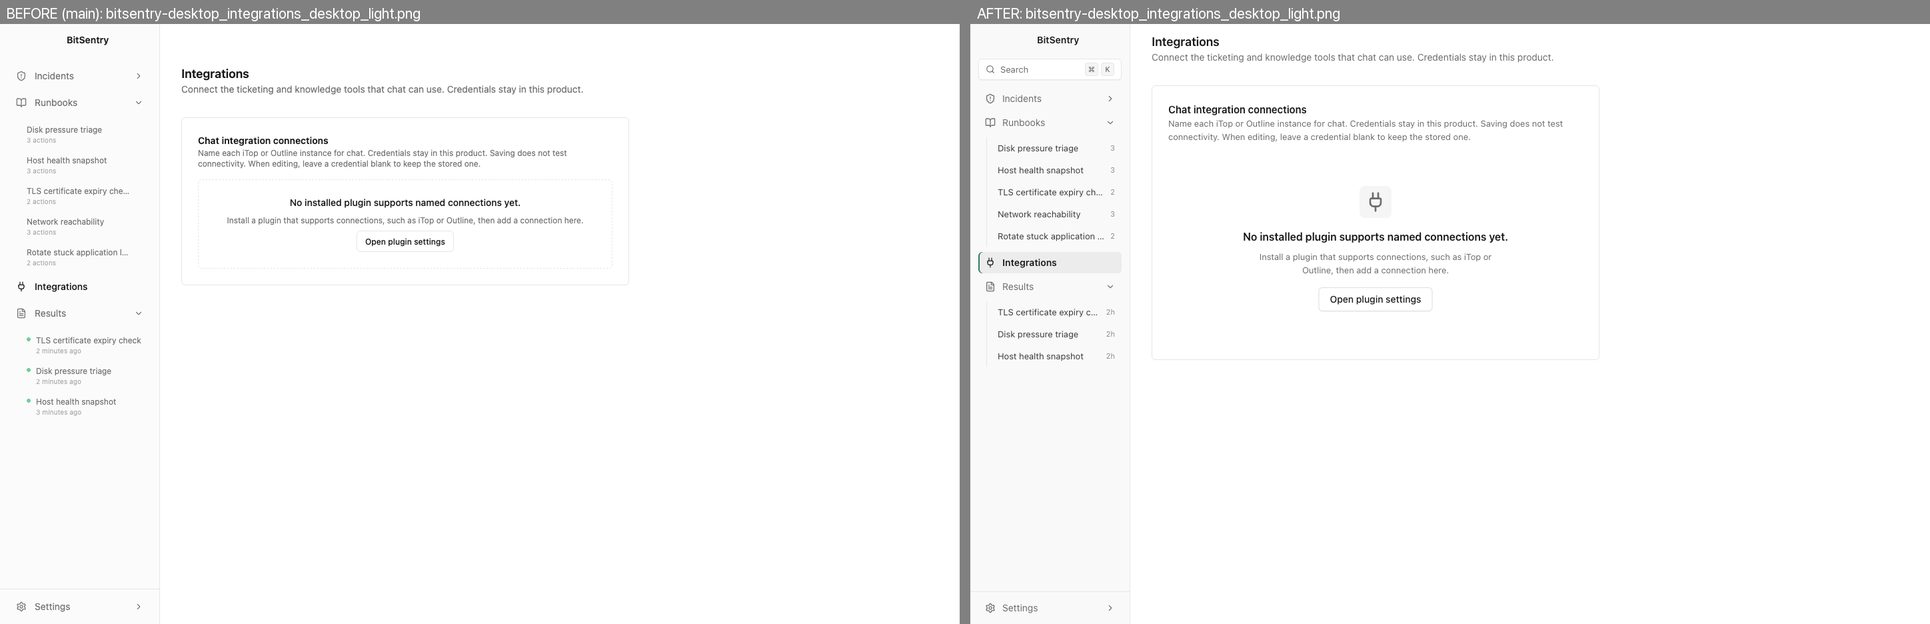 BEFORE (main): bitsentry-desktop_integrations_desktop_light.png
BitSentry
Incidents
Runbooks
Disk pressure triage
3 actions
Host health snapshot
3 actions
TLS certificate expiry che...
2 actions
Network reachability
3 actions
Rotate stuck application l...
2 actions
Integrations
Results
TLS certificate expiry check
2 minutes ago
Disk pressure triage
2 minutes ago
Host health snapshot
3 minutes ago
Settings
Integrations
Connect the ticketing and knowledge tools that chat can use. Credentials stay in this product.
Chat integration connections
Name each iTop or Outline instance for chat. Credentials stay in this product. Saving does not test
connectivity. When editing, leave a credential blank to keep the stored one.
No installed plugin supports named connections yet.
Install a plugin that supports connections, such as iTop or Outline, then add a connection here.
Open plugin settings
AFTER: bitsentry-desktop_integrations_desktop_light.png
BitSentry
Search ⌘ K
Incidents
Runbooks
Disk pressure triage 3
Host health snapshot 3
TLS certificate expiry ch... 2
Network reachability 3
Rotate stuck application ... 2
Integrations
Results
TLS certificate expiry c... 2h
Disk pressure triage 2h
Host health snapshot 2h
Settings
Integrations
Connect the ticketing and knowledge tools that chat can use. Credentials stay in this product.
Chat integration connections
Name each iTop or Outline instance for chat. Credentials stay in this product. Saving does not test
connectivity. When editing, leave a credential blank to keep the stored one.
No installed plugin supports named connections yet.
Install a plugin that supports connections, such as iTop or
Outline, then add a connection here.
Open plugin settings